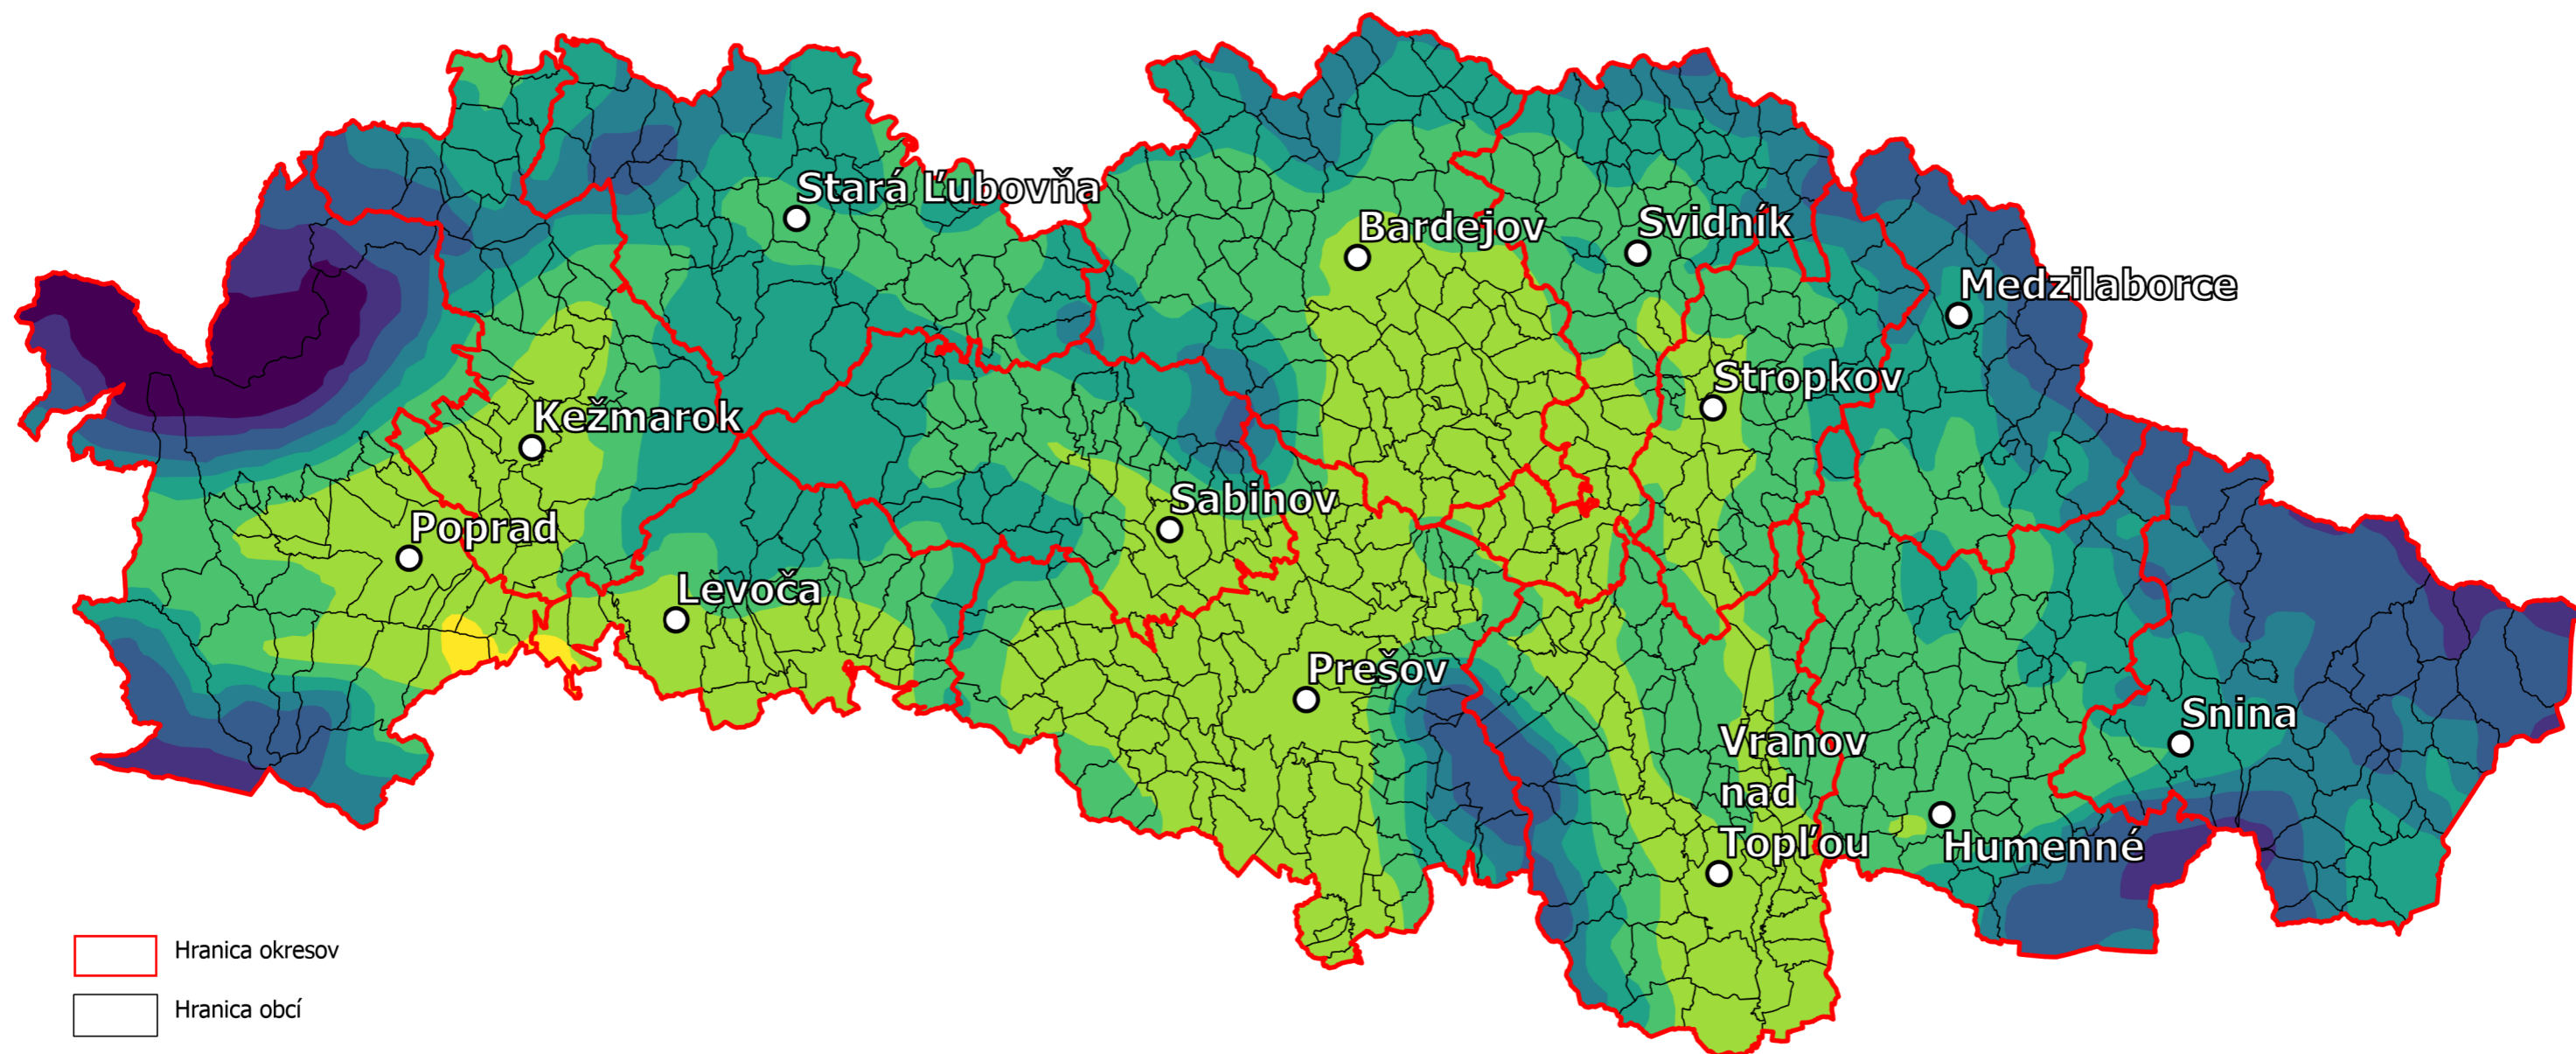 Stará Ľubovňa
Bardejov
Svidník
Medzilaborce
Stropkov
Kežmarok
Sabinov
Poprad
Levoča
Prešov
Snina
Vranov
nad
Topľou
Humenné
Hranica okresov
Hranica obcí